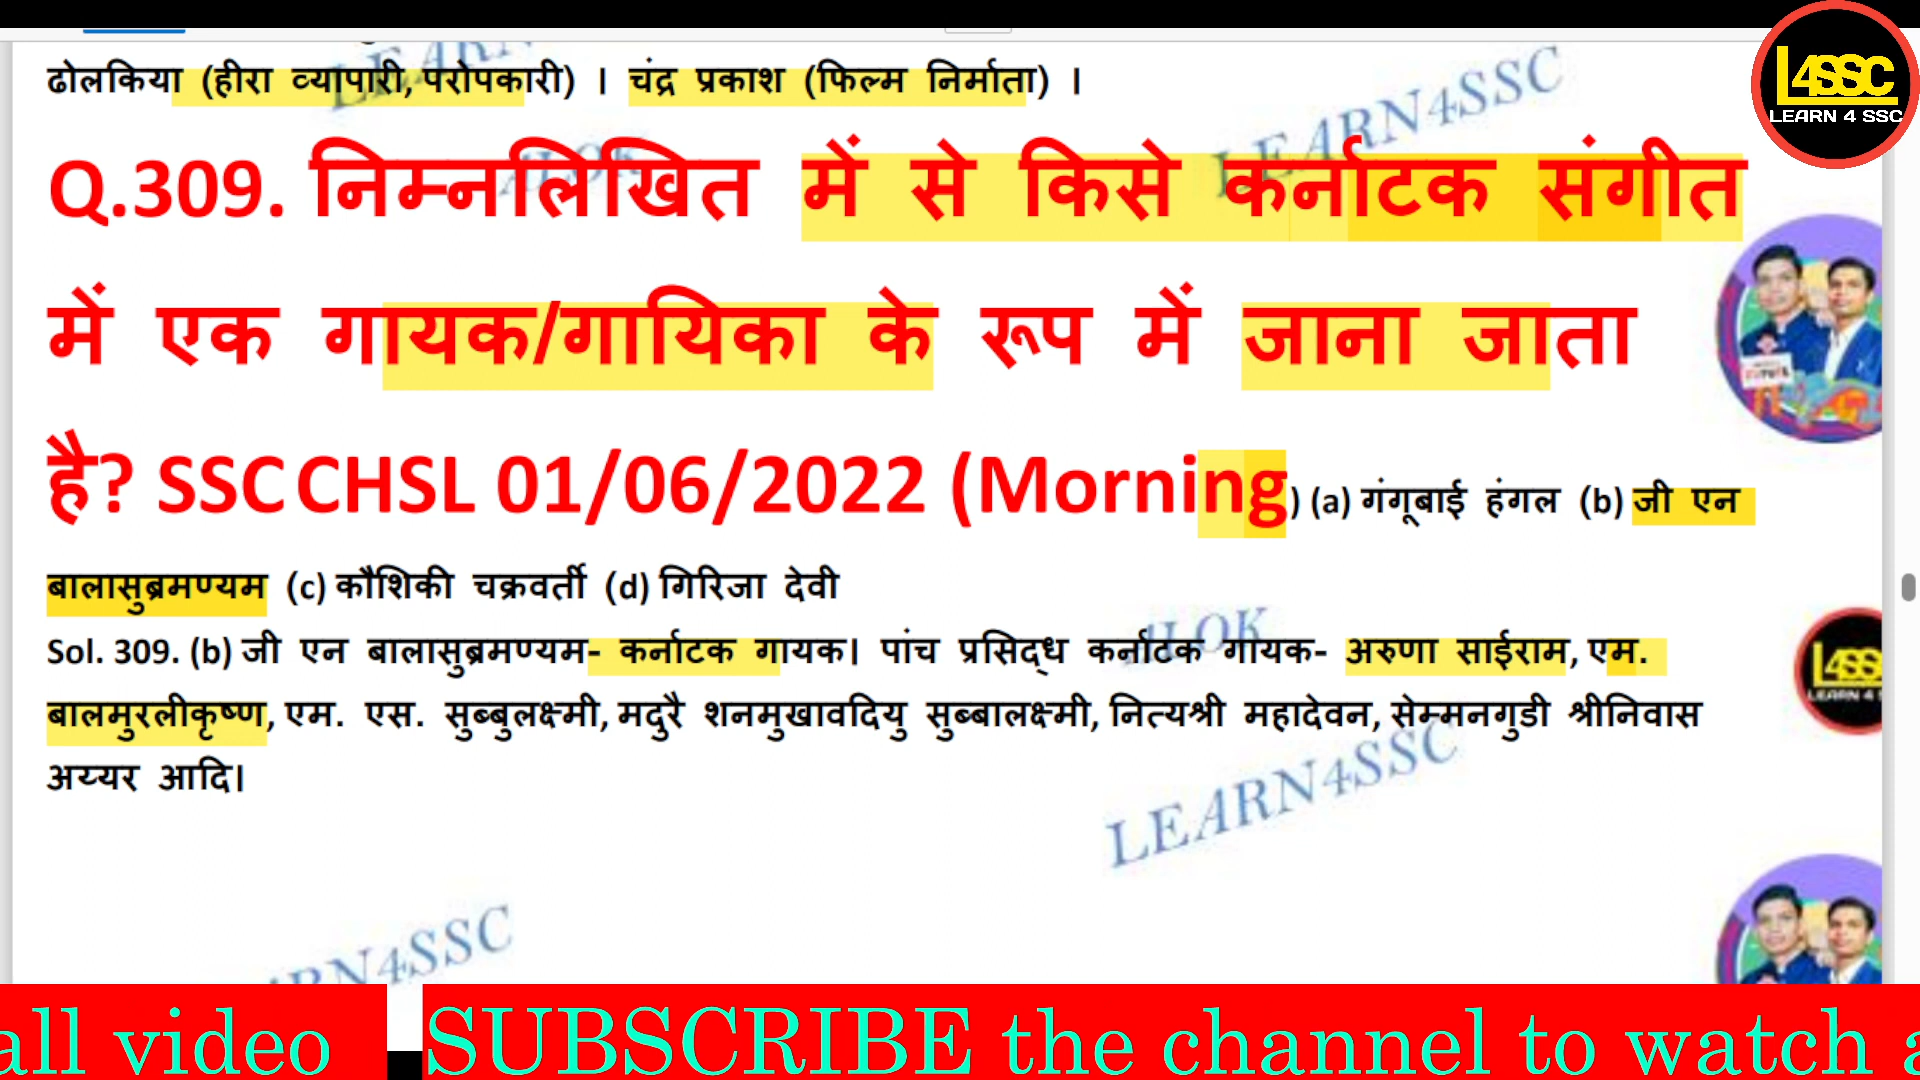 ढोलकिया (हीरा व्यापारी, परोपकारी) । चंद्र प्रकाश (फिल्म निर्माता) ।
L4SSC
LEARN 4 SSC
LEARN4SSC
Q.309. निम्नलिखित में से किसे कर्नाटक संगीत
में एक गायक/गायिका के रूप में जाना जाता
है? SSC CHSL 01/06/2022 (Morning) (a) गंगूबाई हंगल (b) जी एन
बालासुब्रमण्यम (c) कौशिकी चक्रवर्ती (d) गिरिजा देवी
ALOK
Sol. 309. (b) जी एन बालासुब्रमण्यम- कर्नाटक गायक। पांच प्रसिद्ध कर्नाटक गायक- अरुणा साईराम, एम.
बालमुरलीकृष्ण, एम. एस. सुब्बुलक्ष्मी, मदुरै शनमुखावदियु सुब्बालक्ष्मी, नित्यश्री महादेवन, सेम्मनगुडी श्रीनिवास
अय्यर आदि।
LEARN4SSC
RN4SSC
all video SUBSCRIBE the channel to watch a